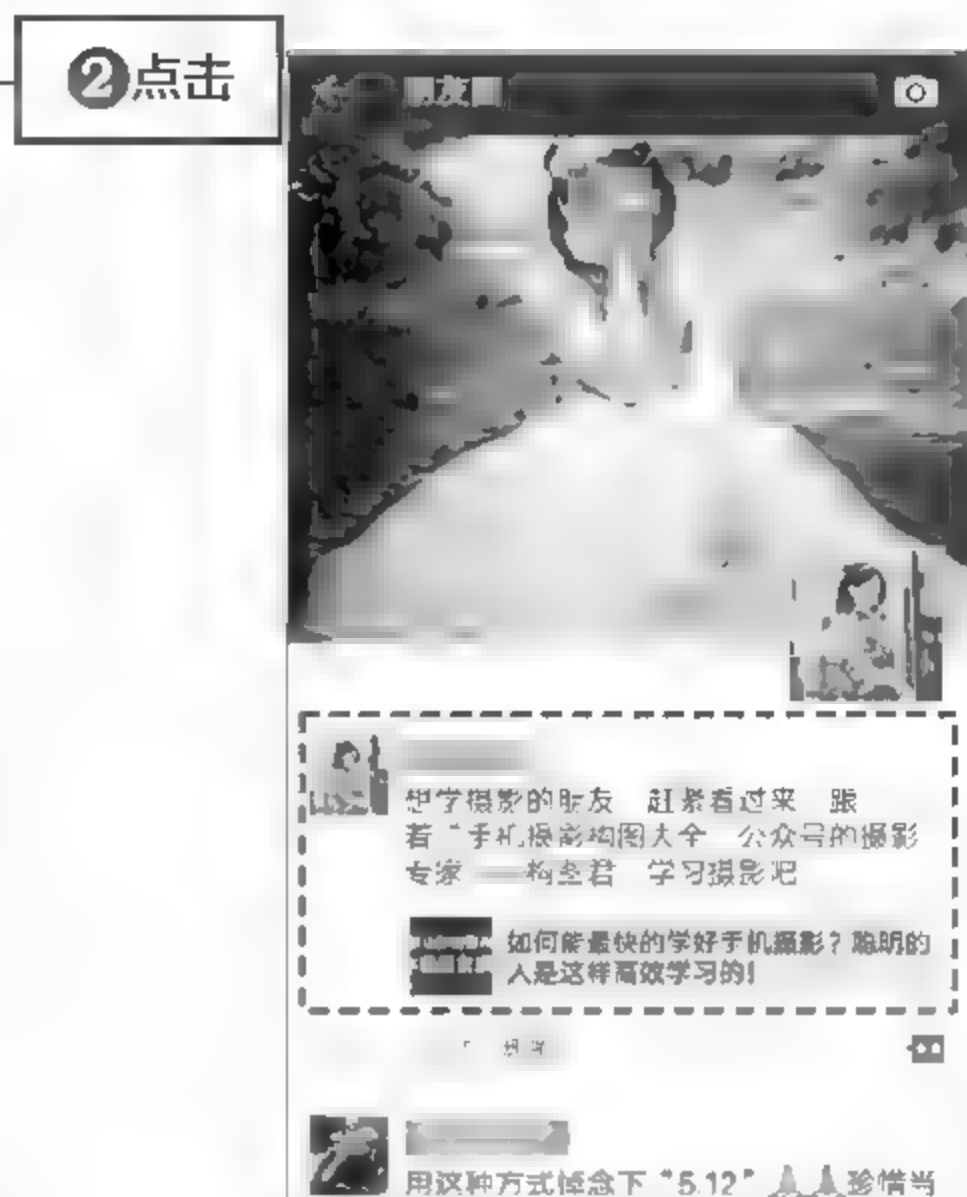 2点击
朋友圈
想学摄影的朋友 赶紧看过来 跟
着“手机摄影构图大全 公众号的摄影
专家——构图君 学习摄影吧
如何能最快的学好手机摄影?聪明的
人是这样高效学习的!
用这种方式悼念下“5.12” 珍惜当